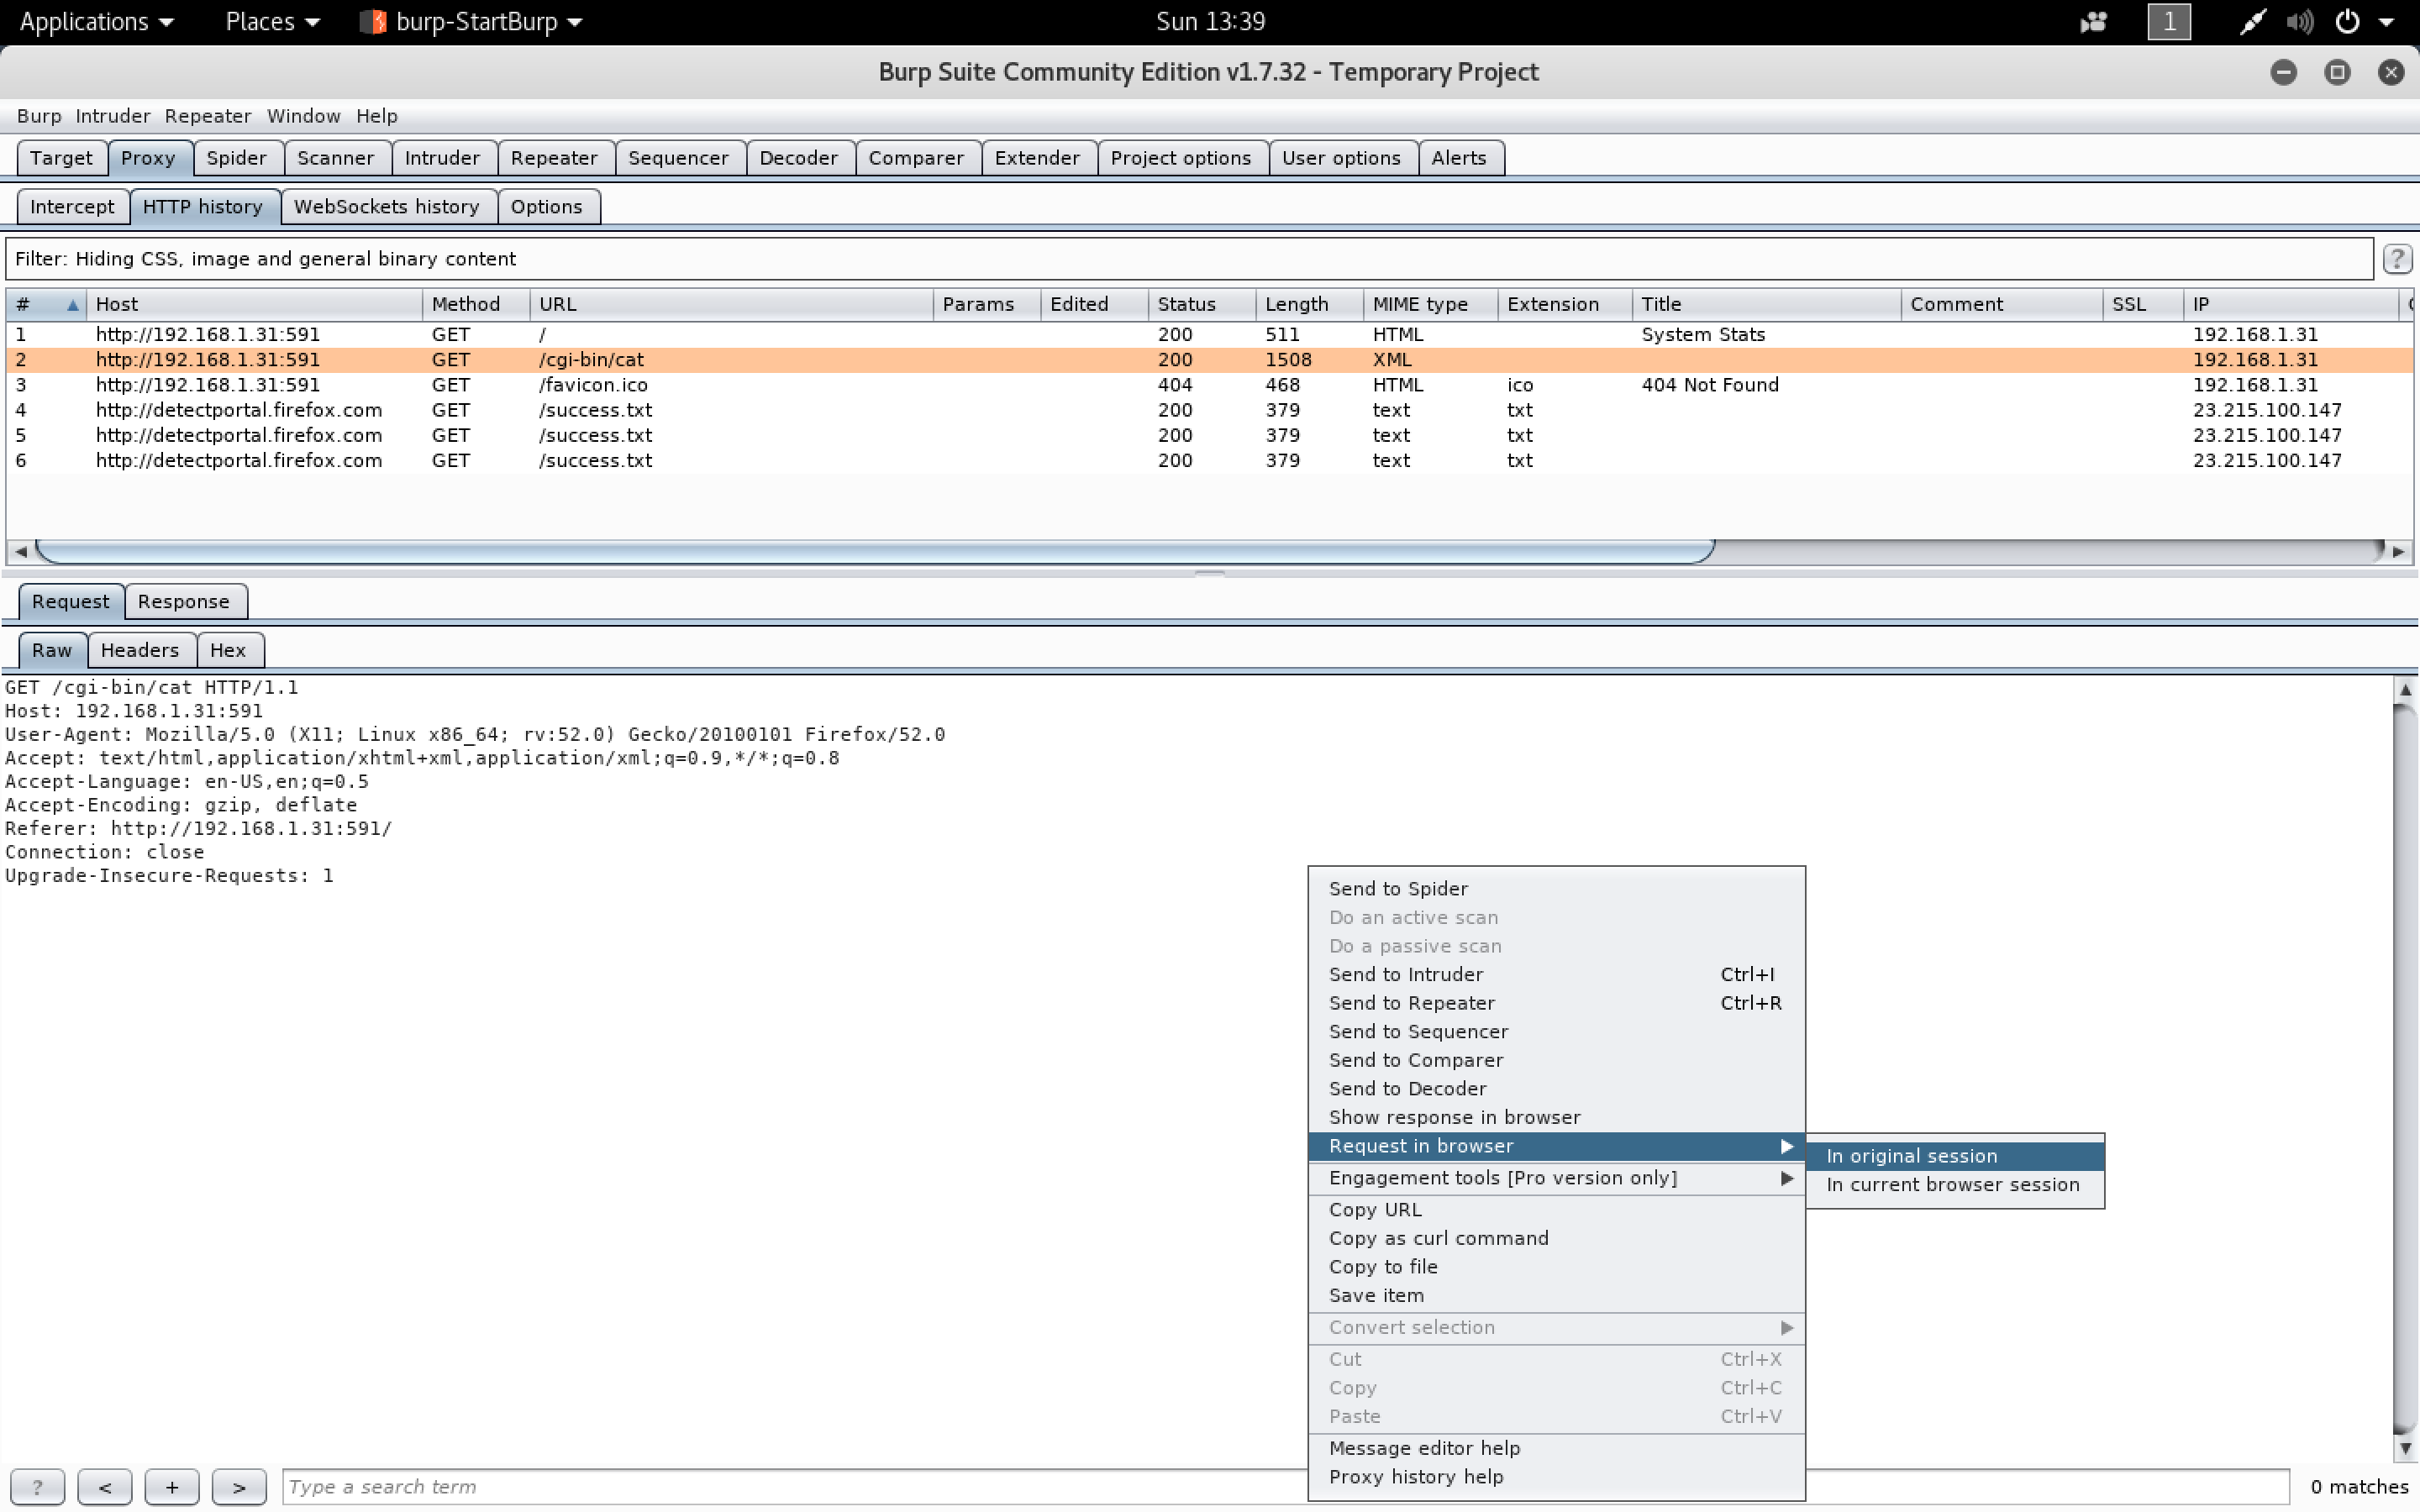 Applications Places burp-StartBurp Sun 13:39 1
Burp Suite Community Edition v1.7.32 - Temporary Project
Burp Intruder Repeater Window Help
Target Proxy Spider Scanner Intruder Repeater Sequencer Decoder Comparer Extender Project options User options Alerts
Intercept HTTP history WebSockets history Options
Filter: Hiding CSS, image and general binary content ?
# Host Method URL Params Edited Status Length MIME type Extension Title Comment SSL IP
1 http://192.168.1.31:591 GET / 200 511 HTML System Stats 192.168.1.31
2 http://192.168.1.31:591 GET /cgi-bin/cat 200 1508 XML 192.168.1.31
3 http://192.168.1.31:591 GET /favicon.ico 404 468 HTML ico 404 Not Found 192.168.1.31
4 http://detectportal.firefox.com GET /success.txt 200 379 text txt 23.215.100.147
5 http://detectportal.firefox.com GET /success.txt 200 379 text txt 23.215.100.147
6 http://detectportal.firefox.com GET /success.txt 200 379 text txt 23.215.100.147
Request Response
Raw Headers Hex
GET /cgi-bin/cat HTTP/1.1
Host: 192.168.1.31:591
User-Agent: Mozilla/5.0 (X11; Linux x86_64; rv:52.0) Gecko/20100101 Firefox/52.0
Accept: text/html,application/xhtml+xml,application/xml;q=0.9,*/*;q=0.8
Accept-Language: en-US,en;q=0.5
Accept-Encoding: gzip, deflate
Referer: http://192.168.1.31:591/
Connection: close
Upgrade-Insecure-Requests: 1
Send to Spider
Do an active scan
Do a passive scan
Send to Intruder Ctrl+I
Send to Repeater Ctrl+R
Send to Sequencer
Send to Comparer
Send to Decoder
Show response in browser
Request in browser
In original session
In current browser session
Engagement tools [Pro version only]
Copy URL
Copy as curl command
Copy to file
Save item
Convert selection
Cut Ctrl+X
Copy Ctrl+C
Paste Ctrl+V
Message editor help
Proxy history help
? < + > Type a search term 0 matches